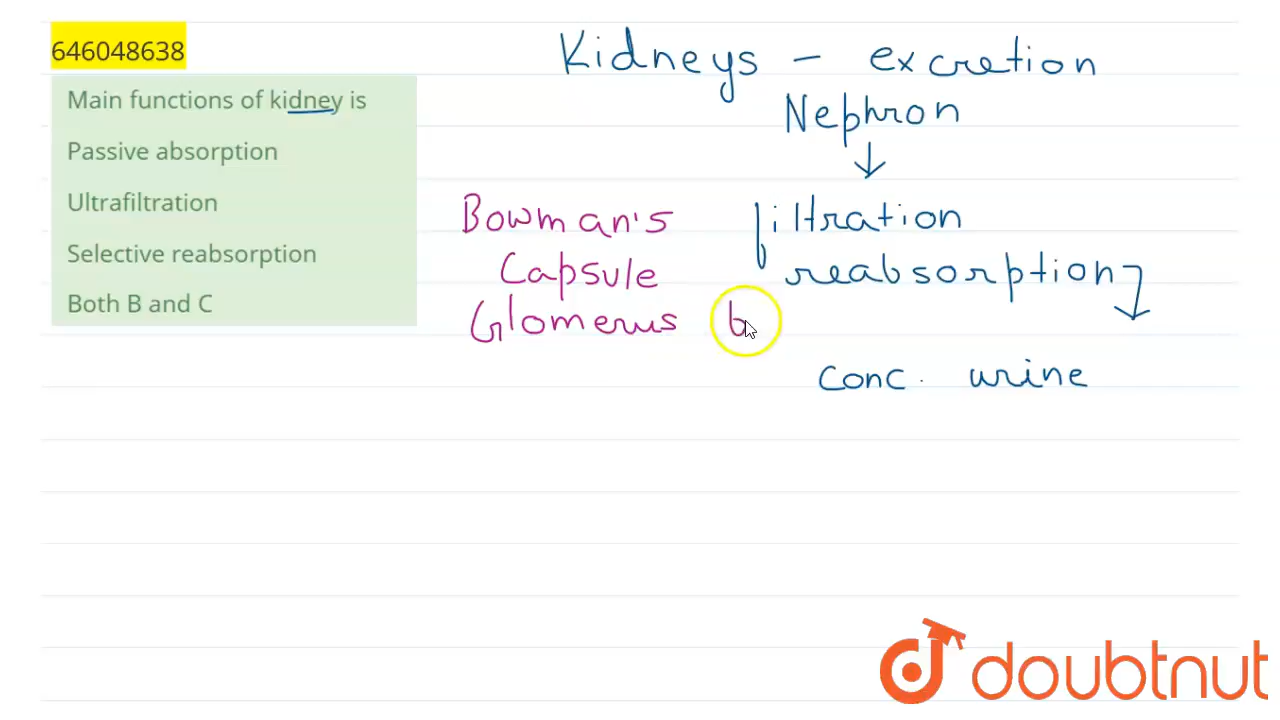 646048638
Main functions of kidney is
Passive absorption
Ultrafiltration
Selective reabsorption
Both B and C
Kidneys - excretion
Nephron
↓
filtration
reabsorption
conc. urine
Bowman's
Capsule
Glomerus b
doubtnut